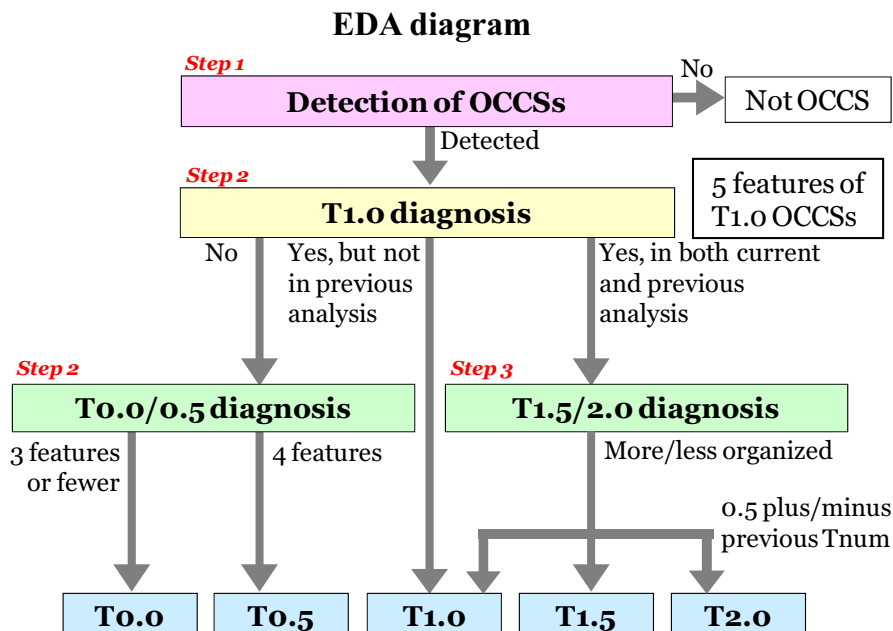 EDA diagram
Step 1
Detection of OCCSs
No
Not OCCS
Detected
Step 2
T1.0 diagnosis
5 features of
T1.0 OCCSs
No
Yes, but not
in previous
analysis
Yes, in both current
and previous
analysis
Step 2
T0.0/0.5 diagnosis
Step 3
T1.5/2.0 diagnosis
3 features
or fewer
4 features
More/less organized
0.5 plus/minus
previous Tnum
T0.0
T0.5
T1.0
T1.5
T2.0